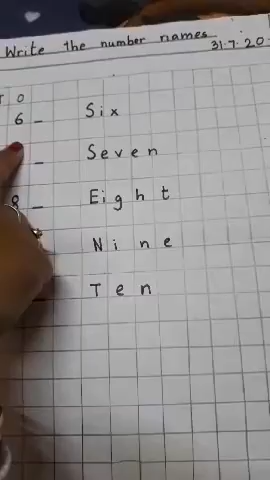 Write the number names
31.7.20
T O
6 – Six
– Seven
8 – Eight
Nine
Ten